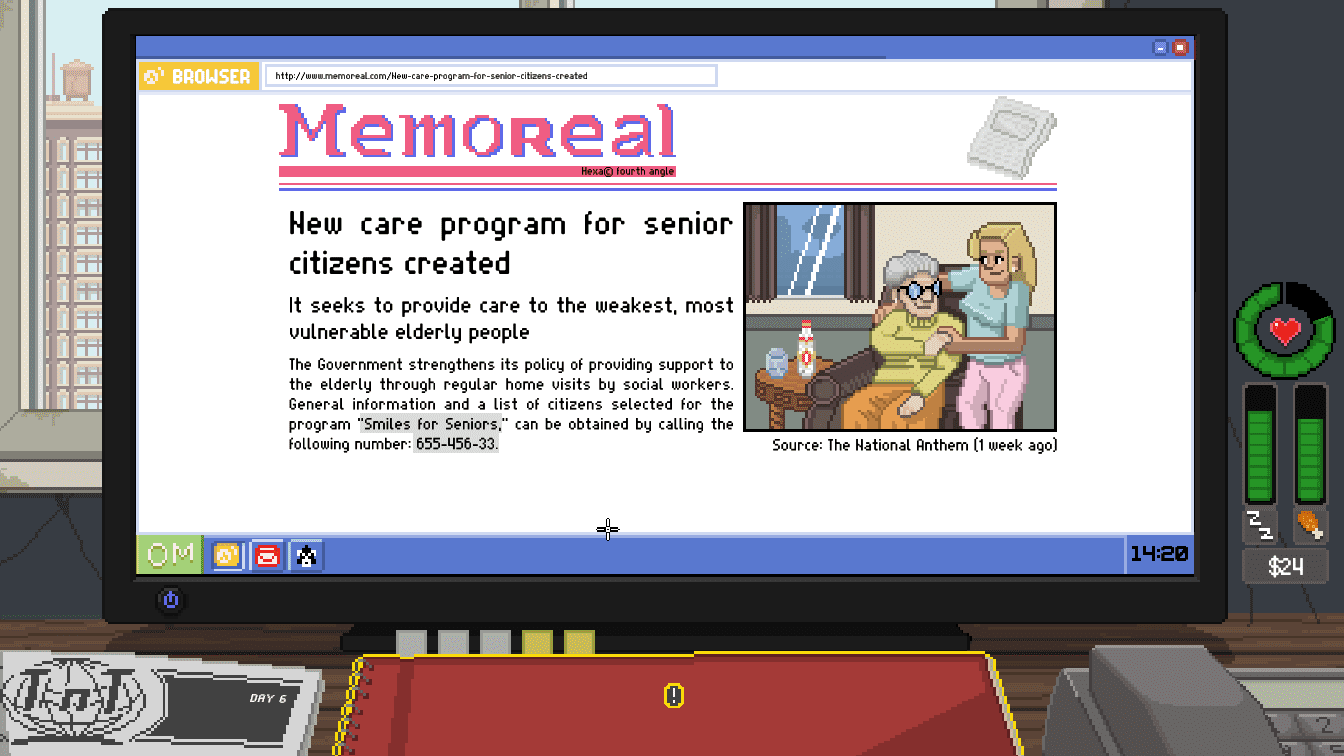 BROWSER
http://www.memoreal.com/New-care-program-for-senior-citizens-created
Memoreal
Hexa© fourth angle
New care program for senior
citizens created
It seeks to provide care to the weakest, most
vulnerable elderly people
The Government strengthens its policy of providing support to
the elderly through regular home visits by social workers.
General information and a list of citizens selected for the
program "Smiles for Seniors," can be obtained by calling the
following number: 655-456-33.
Source: The National Anthem (1 week ago)
OM
14:20
ZZZ
$24
TnT
DAY 6
!
2